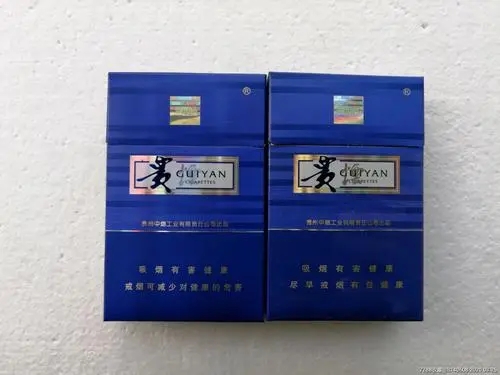 ®
贵
GUIYAN
CIGARETTES
贵州中烟工业有限责任公司出品
吸烟有害健康
戒烟可减少对健康的危害
®
贵
GUIYAN
CIGARETTES
贵州中烟工业有限责任公司出品
吸烟有害健康
尽早戒烟有益健康